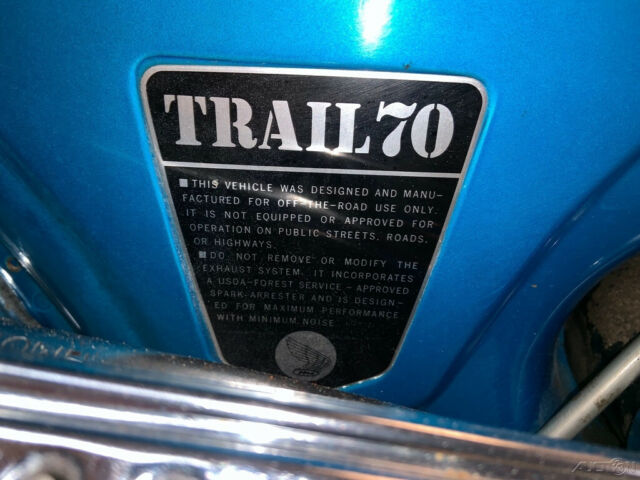 TRAIL 70
■ THIS VEHICLE WAS DESIGNED AND MANU-
FACTURED FOR OFF-THE-ROAD USE ONLY.
IT IS NOT EQUIPPED OR APPROVED FOR
OPERATION ON PUBLIC STREETS, ROADS,
OR HIGHWAYS.
■ DO NOT REMOVE OR MODIFY THE
EXHAUST SYSTEM. IT INCORPORATES
A USDA-FOREST SERVICE - APPROVED
SPARK-ARRESTER AND IS DESIGN-
ED FOR MAXIMUM PERFORMANCE
WITH MINIMUM NOISE